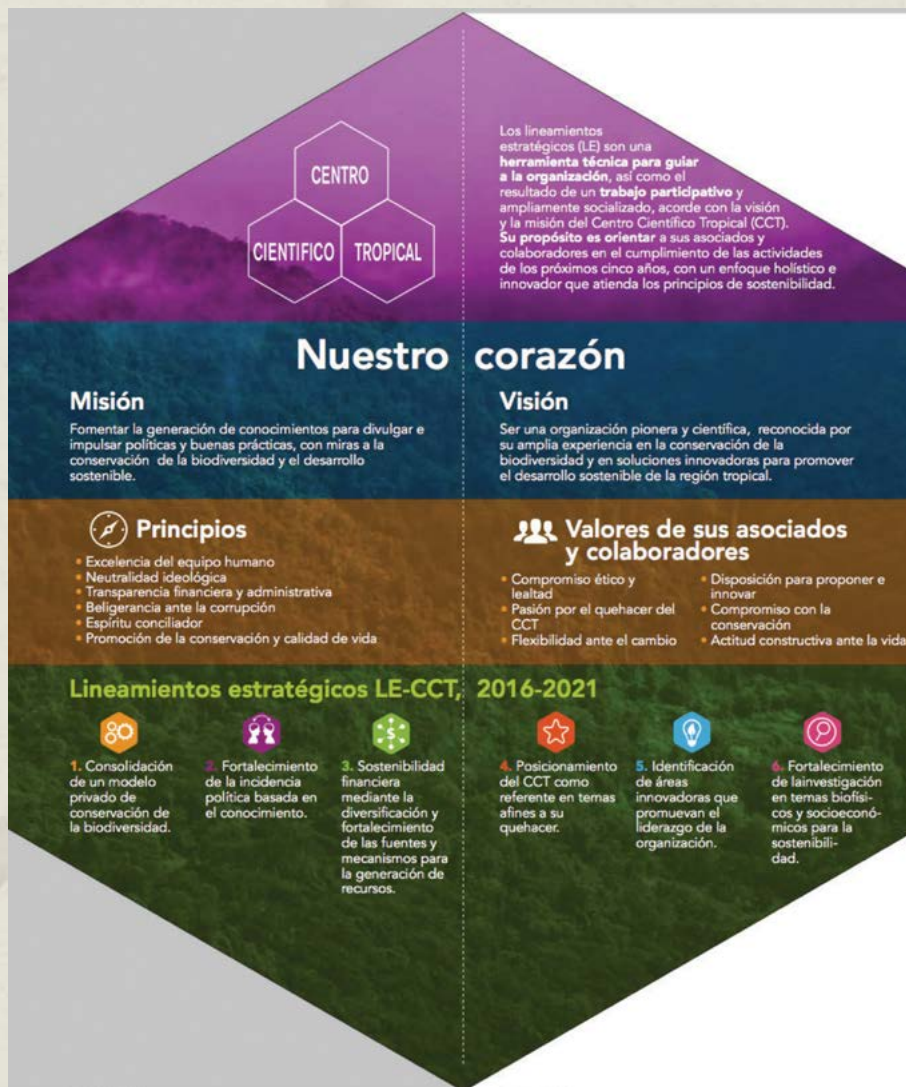 CENTRO
CIENTIFICO
TROPICAL
Los lineamientos
estratégicos (LE) son una
herramienta técnica para guiar
a la organización, así como el
resultado de un trabajo participativo y
ampliamente socializado, acorde con la visión
y la misión del Centro Científico Tropical (CCT).
Su propósito es orientar a sus asociados y
colaboradores en el cumplimiento de las actividades
de los próximos cinco años, con un enfoque holístico e
innovador que atienda los principios de sostenibilidad.
Nuestro corazón
Misión
Fomentar la generación de conocimientos para divulgar e
impulsar políticas y buenas prácticas, con miras a la
conservación de la biodiversidad y el desarrollo
sostenible.
Visión
Ser una organización pionera y científica, reconocida por
su amplia experiencia en la conservación de la
biodiversidad y en soluciones innovadoras para promover
el desarrollo sostenible de la región tropical.
Principios
• Excelencia del equipo humano
• Neutralidad ideológica
• Transparencia financiera y administrativa
• Beligerancia ante la corrupción
• Espíritu conciliador
• Promoción de la conservación y calidad de vida
Valores de sus asociados
y colaboradores
• Compromiso ético y
lealtad
• Pasión por el quehacer del
CCT
• Flexibilidad ante el cambio
• Disposición para proponer e
innovar
• Compromiso con la
conservación
• Actitud constructiva ante la vida
Lineamientos estratégicos LE-CCT, 2016-2021
1. Consolidación
de un modelo
privado de
conservación de
la biodiversidad.
2. Fortalecimiento
de la incidencia
política basada en
el conocimiento.
3. Sostenibilidad
financiera
mediante la
diversificación y
fortalecimiento
de las fuentes y
mecanismos para
la generación de
recursos.
4. Posicionamiento
del CCT como
referente en temas
afines a su
quehacer.
5. Identificación
de áreas
innovadoras que
promuevan el
liderazgo de la
organización.
6. Fortalecimiento
de lainvestigación
en temas biofísi-
cos y socioeconó-
micos para la
sostenibili-
dad.